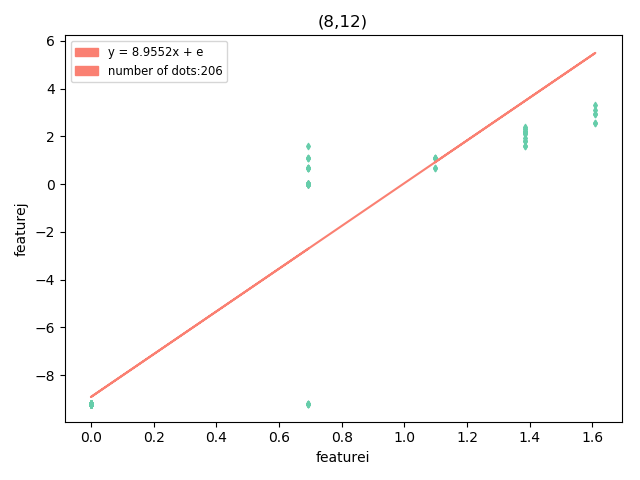 (8,12)
y = 8.9552x + e
number of dots:206
6
4
2
0
−2
−4
−6
−8
featurej
0.0 0.2 0.4 0.6 0.8 1.0 1.2 1.4 1.6
featurei